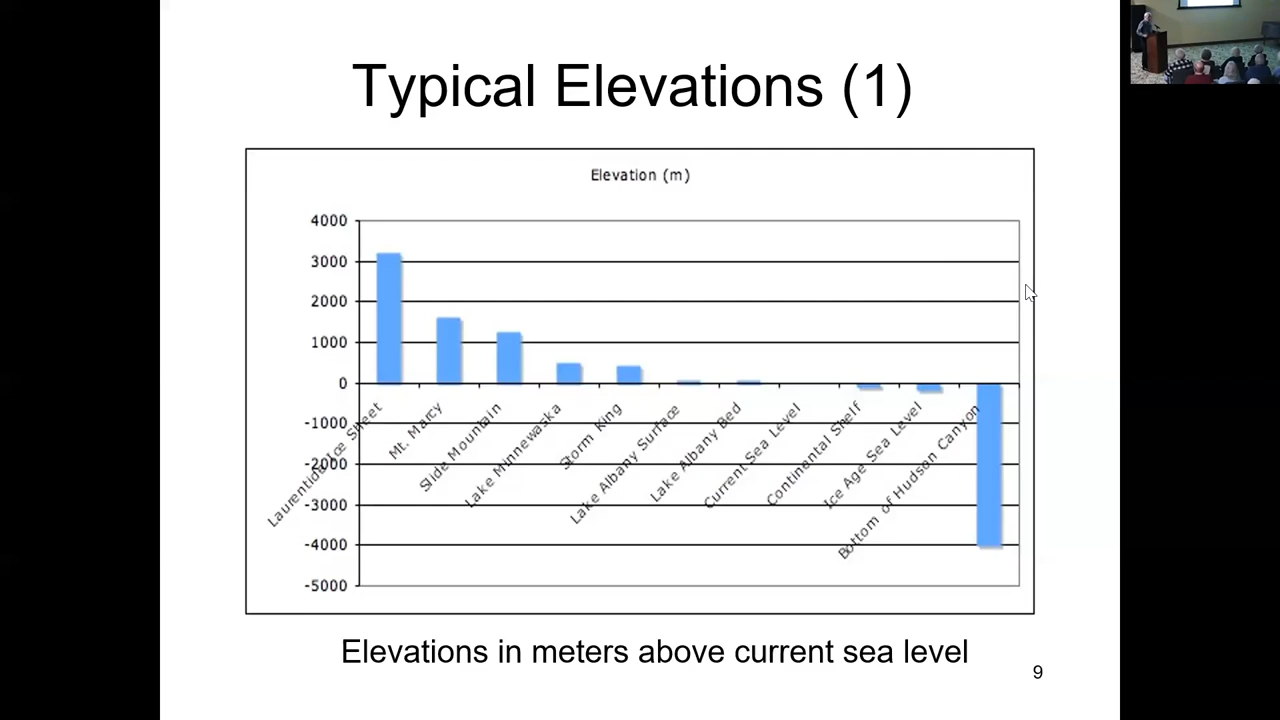 Typical Elevations (1)
Elevation (m)
4000
3000
2000
1000
0
-1000
-2000
-3000
-4000
-5000
Laurentide Ice Sheet
Mt. Marcy
Slide Mountain
Lake Minnewaska
Storm King
Lake Albany Surface
Lake Albany Bed
Current Sea Level
Continental Shelf
Ice Age Sea Level
Bottom of Hudson Canyon
Elevations in meters above current sea level
9